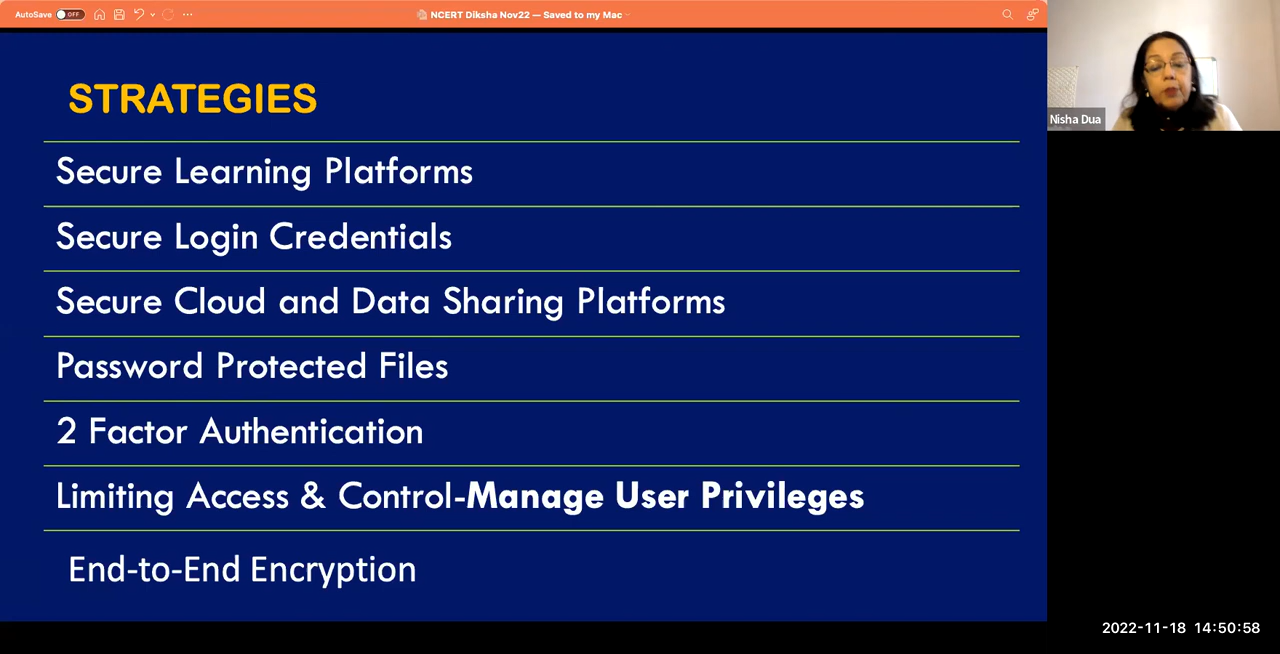 AutoSave OFF
NCERT Diksha Nov22 — Saved to my Mac
STRATEGIES
Secure Learning Platforms
Secure Login Credentials
Secure Cloud and Data Sharing Platforms
Password Protected Files
2 Factor Authentication
Limiting Access & Control-Manage User Privileges
End-to-End Encryption
Nisha Dua
2022-11-18 14:50:58